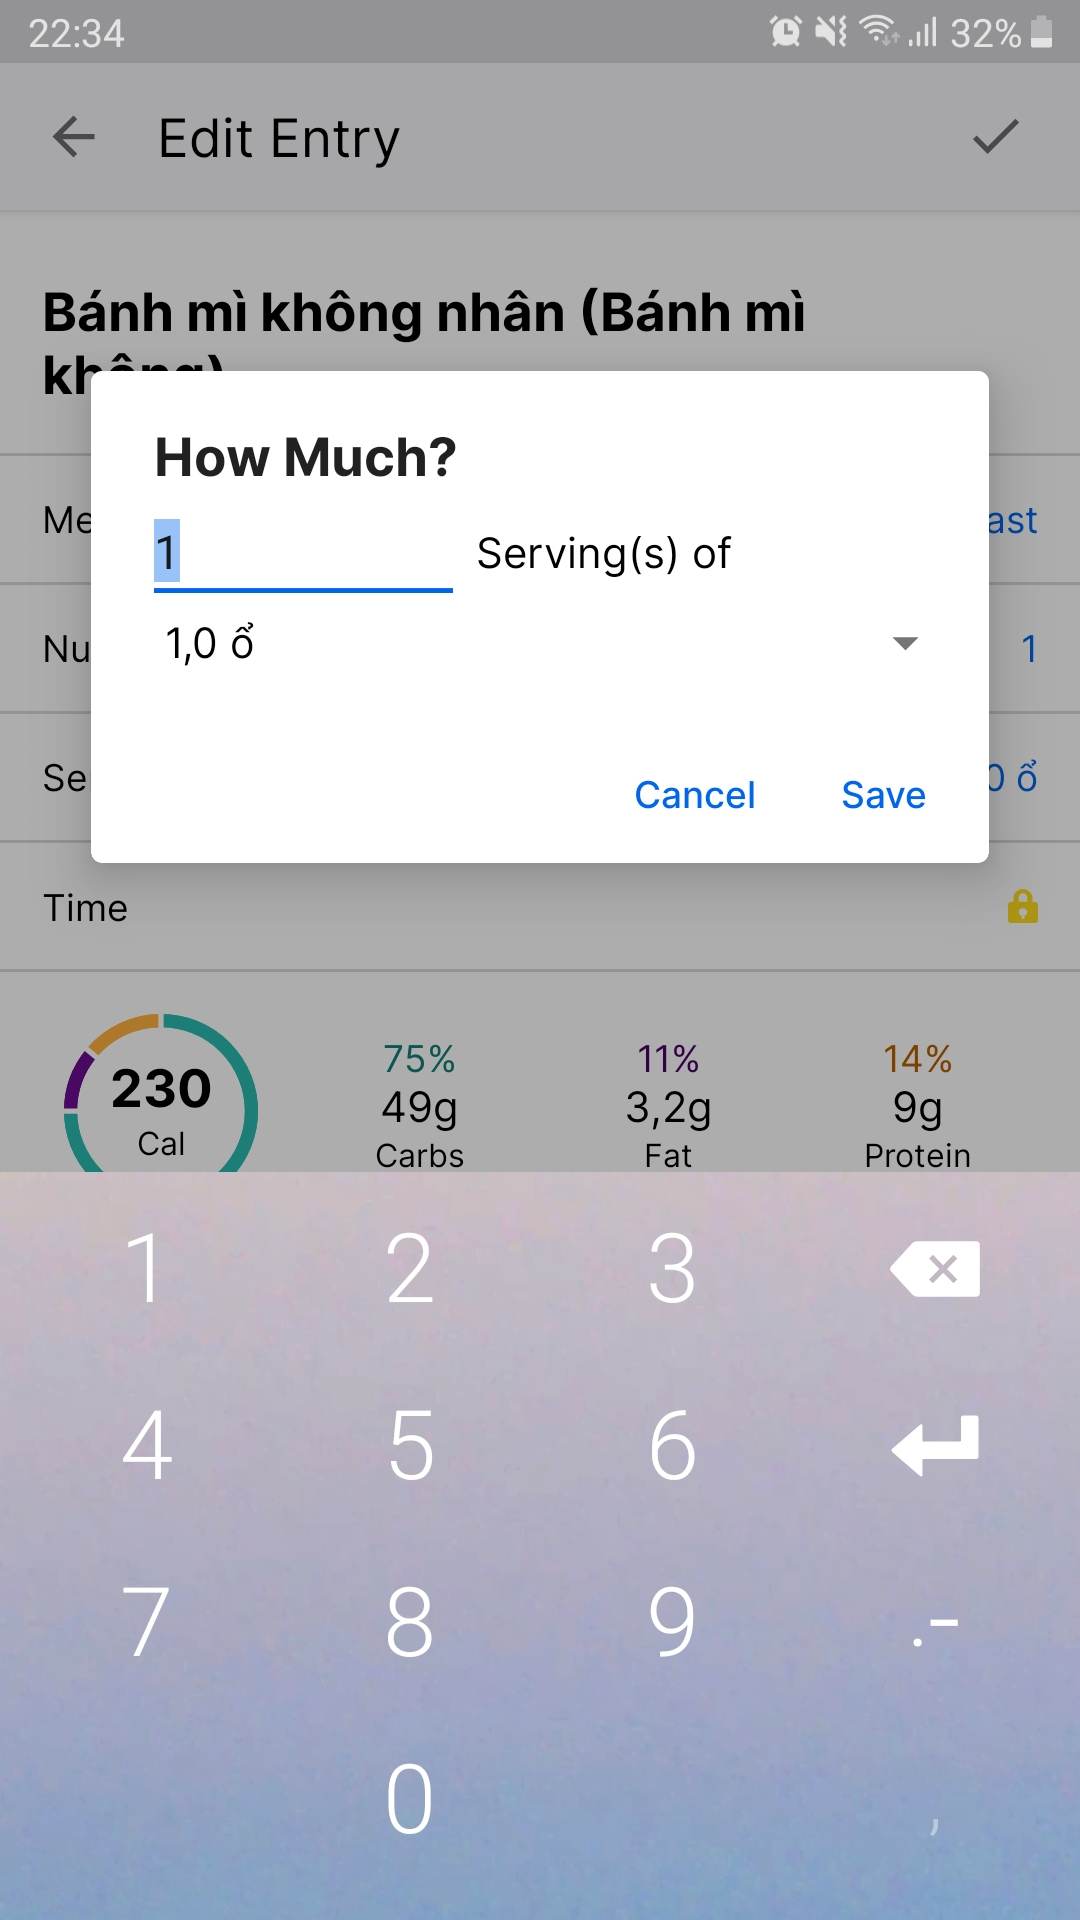 22:34
32%
Edit Entry
Bánh mì không nhân (Bánh mì
không)
How Much?
1 Serving(s) of
1,0 ổ
Cancel Save
Me ast
Nu 1
Se 0 ổ
Time
230
Cal
75% 11% 14%
49g 3,2g 9g
Carbs Fat Protein
1 2 3
4 5 6
7 8 9 .-
0 ,